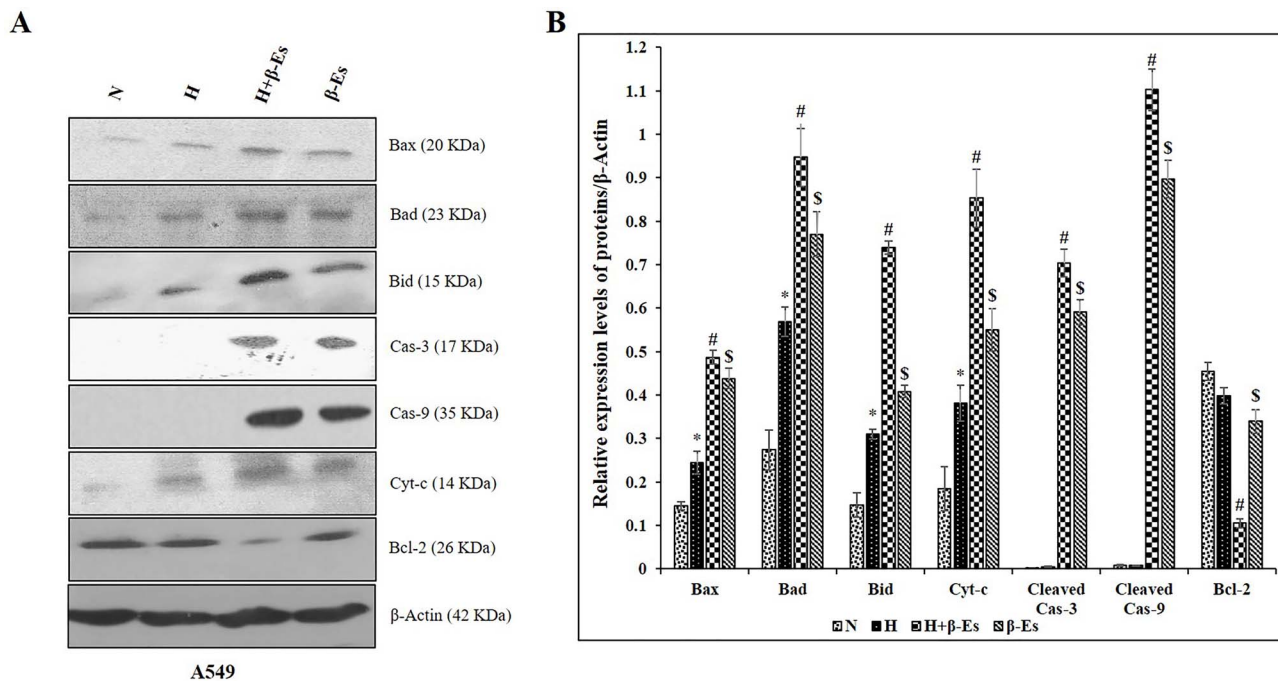 A
N H H+β-Es β-Es
Bax (20 KDa)
Bad (23 KDa)
Bid (15 KDa)
Cas-3 (17 KDa)
Cas-9 (35 KDa)
Cyt-c (14 KDa)
Bcl-2 (26 KDa)
β-Actin (42 KDa)
A549
B
Relative expression levels of proteins/β-Actin
1.2
1.1
1
0.9
0.8
0.7
0.6
0.5
0.4
0.3
0.2
0.1
0
* # $
* # $
* # $
* # $
# $
# $
# $
Bax Bad Bid Cyt-c Cleaved Cas-3 Cleaved Cas-9 Bcl-2
N H H+β-Es β-Es